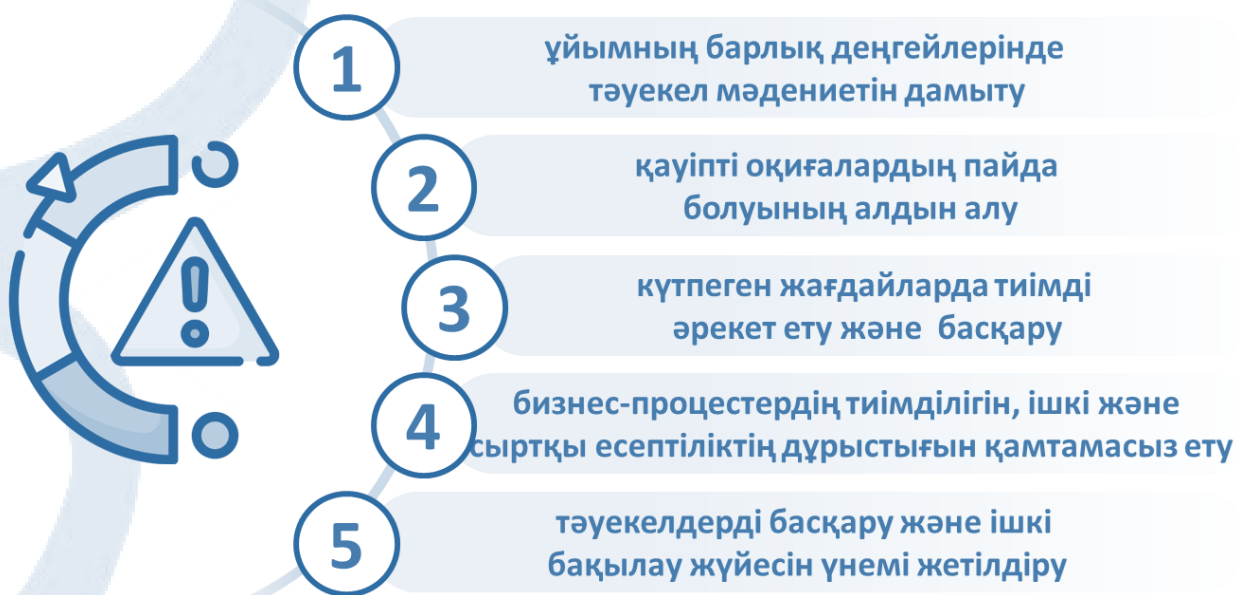 1
ұйымның барлық деңгейлерінде
тәуекел мәдениетін дамыту
2
қауіпті оқиғалардың пайда
болуының алдын алу
3
күтпеген жағдайларда тиімді
әрекет ету және басқару
4
бизнес-процестердің тиімділігін, ішкі және
сыртқы есептіліктің дұрыстығын қамтамасыз ету
5
тәуекелдерді басқару және ішкі
бақылау жүйесін үнемі жетілдіру